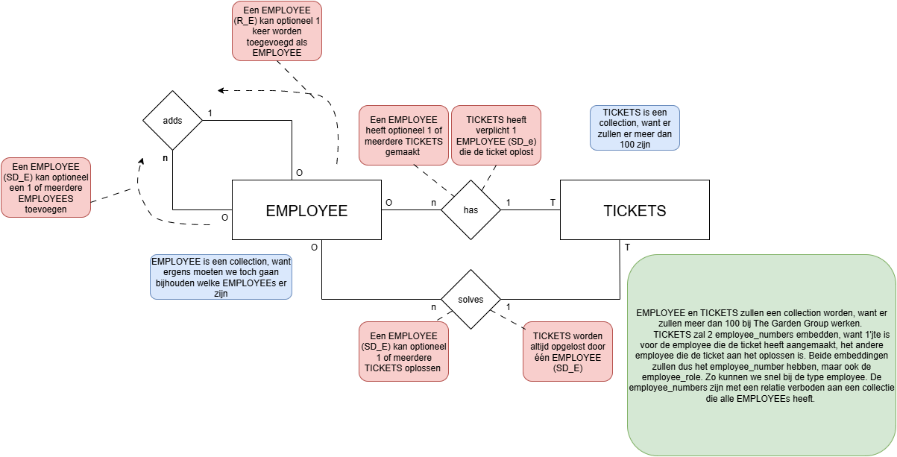 Een EMPLOYEE
(R_E) kan optioneel 1
keer worden
toegevoegd als
EMPLOYEE
adds
1
n
O
O
Een EMPLOYEE
(SD_E) kan optioneel
een 1 of meerdere
EMPLOYEES
toevoegen
Een EMPLOYEE
heeft optioneel 1 of
meerdere TICKETS
gemaakt
TICKETS heeft
verplicht 1
EMPLOYEE (SD_e)
die de ticket oplost
TICKETS is een
collection, want er
zullen er meer dan
100 zijn
EMPLOYEE
O
n
has
1
T
TICKETS
O
T
EMPLOYEE is een collection, want
ergens moeten we toch gaan
bijhouden welke EMPLOYEEs er
zijn
n
solves
1
Een EMPLOYEE
(SD_E) kan optioneel
1 of meerdere
TICKETS oplossen
TICKETS worden
altijd opgelost door
één EMPLOYEE
(SD_E)
EMPLOYEE en TICKETS zullen een collection worden, want er
zullen meer dan 100 bij The Garden Group werken.
TICKETS zal 2 employee_numbers embedden, want 1'jte is
voor de employee die de ticket heeft aangemaakt, het andere
employee die de ticket aan het oplossen is. Beide embeddingen
zullen dus het employee_number hebben, maar ook de
employee_role. Zo kunnen we snel bij de type employee. De
employee_numbers zijn met een relatie verboden aan een collectie
die alle EMPLOYEEs heeft.